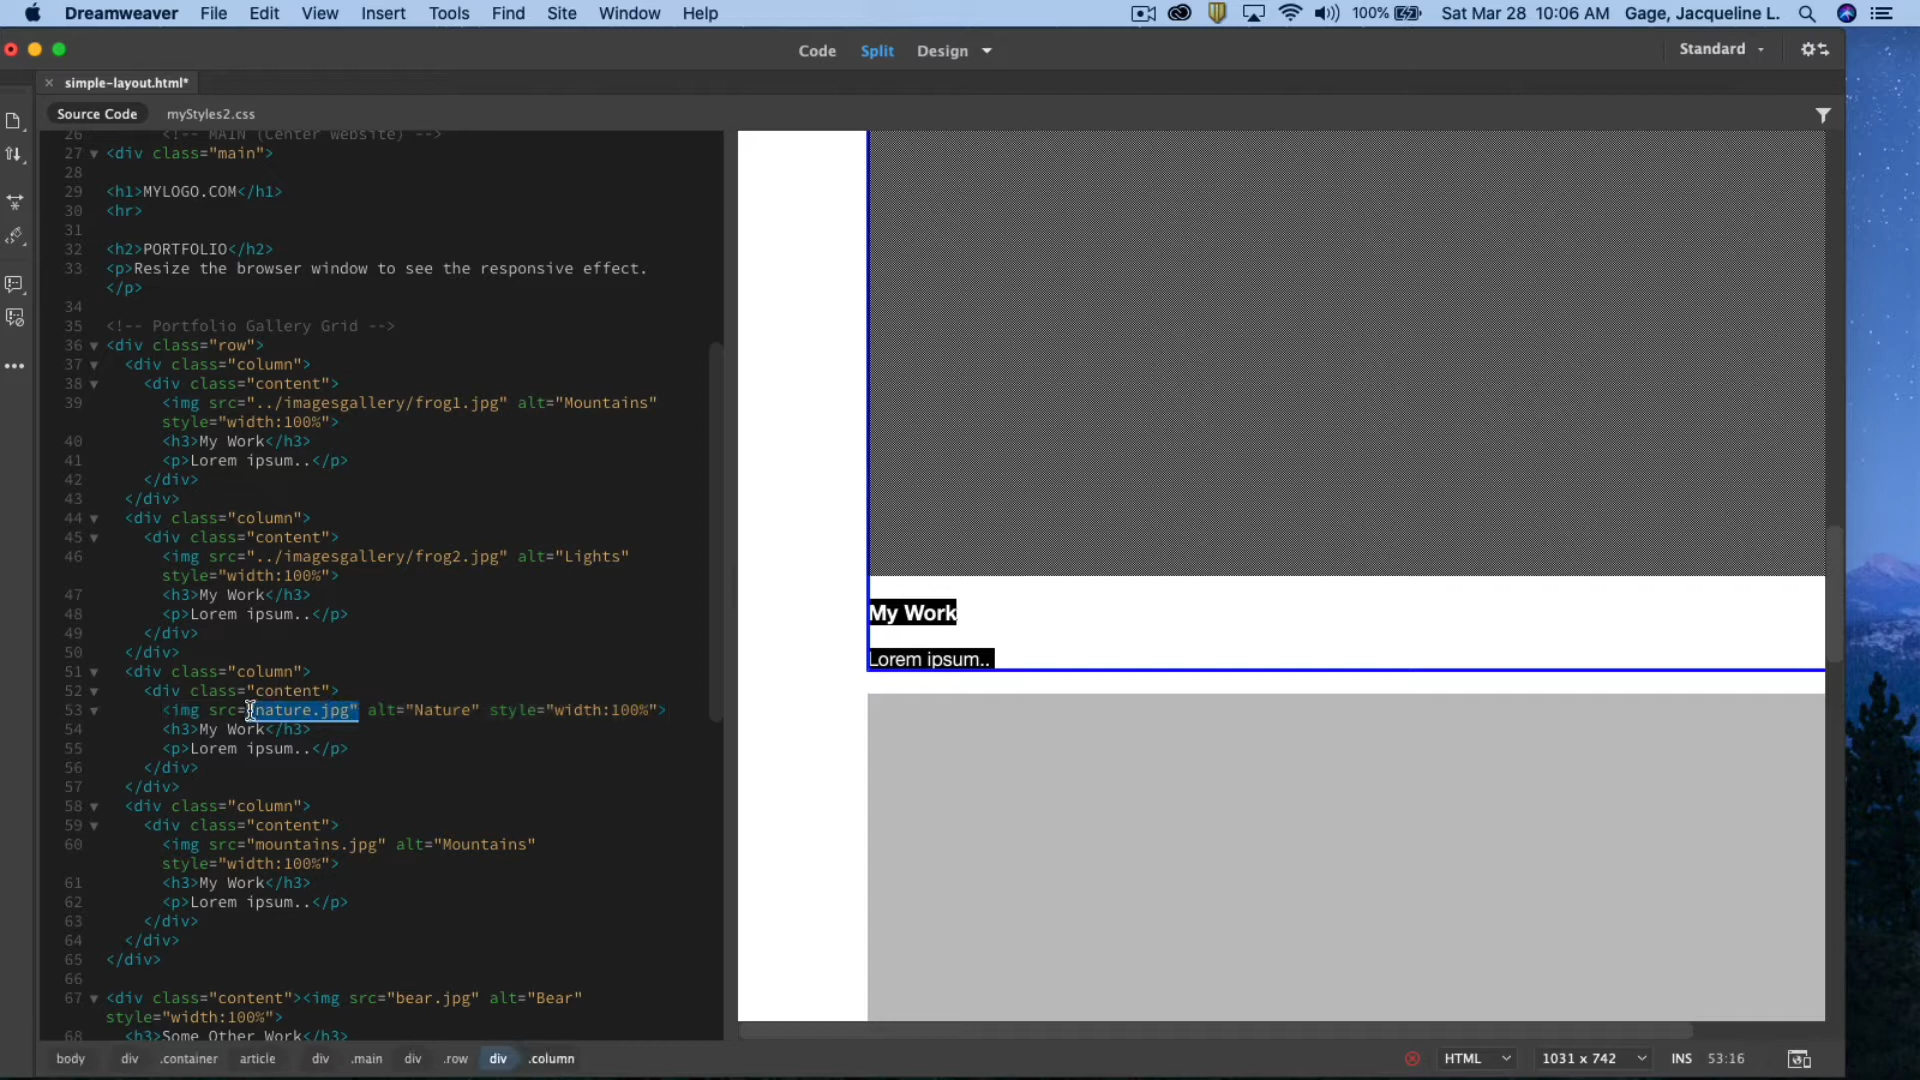 Dreamweaver File Edit View Insert Commands Tools Find Site Window Help
100% Sat Mar 28 10:06 AM Gage, Jacqueline L.
Code Split Design
Standard
simple-layout.html*
Source Code myStyles2.css
26 <!-- MAIN (Center Website) -->
27 <div class="main">
28
29 <h1>MYLOGO.COM</h1>
30 <hr>
31
32 <h2>PORTFOLIO</h2>
33 <p>Resize the browser window to see the responsive effect.
</p>
34
35 <!-- Portfolio Gallery Grid -->
36 <div class="row">
37 <div class="column">
38 <div class="content">
39 <img src="../imagesgallery/frog1.jpg" alt="Mountains"
style="width:100%">
40 <h3>My Work</h3>
41 <p>Lorem ipsum..</p>
42 </div>
43 </div>
44 <div class="column">
45 <div class="content">
46 <img src="../imagesgallery/frog2.jpg" alt="Lights"
style="width:100%">
47 <h3>My Work</h3>
48 <p>Lorem ipsum..</p>
49 </div>
50 </div>
51 <div class="column">
52 <div class="content">
53 <img src="nature.jpg" alt="Nature" style="width:100%">
54 <h3>My Work</h3>
55 <p>Lorem ipsum..</p>
56 </div>
57 </div>
58 <div class="column">
59 <div class="content">
60 <img src="mountains.jpg" alt="Mountains"
style="width:100%">
61 <h3>My Work</h3>
62 <p>Lorem ipsum..</p>
63 </div>
64 </div>
65 </div>
66
67 <div class="content"><img src="bear.jpg" alt="Bear"
style="width:100%">
68 <h3>Some Other Work</h3>
My Work
Lorem ipsum..
body div .container article div .main div .row div .column
HTML 1031 x 742 INS 53:16